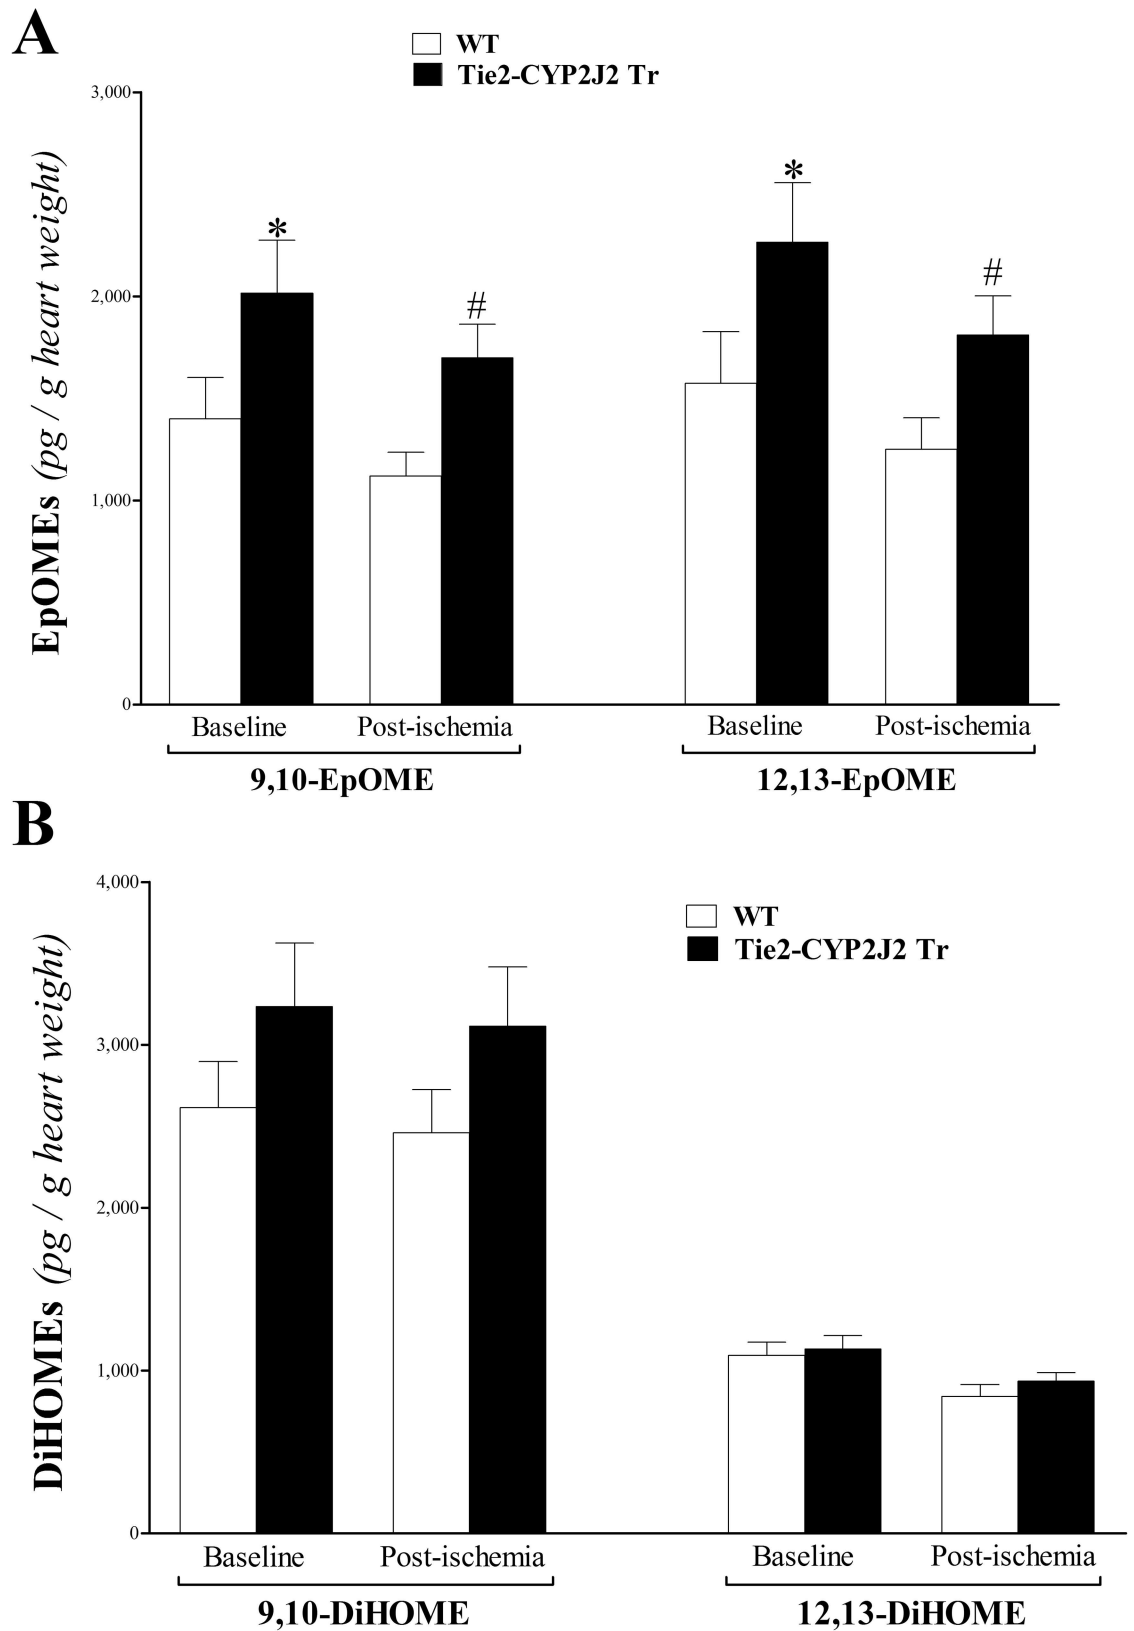 A
WT
Tie2-CYP2J2 Tr
3,000
2,000
1,000
0
EpOMEs (pg / g heart weight)
*
#
*
#
Baseline
Post-ischemia
Baseline
Post-ischemia
9,10-EpOME
12,13-EpOME
B
WT
Tie2-CYP2J2 Tr
4,000
3,000
2,000
1,000
0
DiHOMEs (pg / g heart weight)
Baseline
Post-ischemia
Baseline
Post-ischemia
9,10-DiHOME
12,13-DiHOME